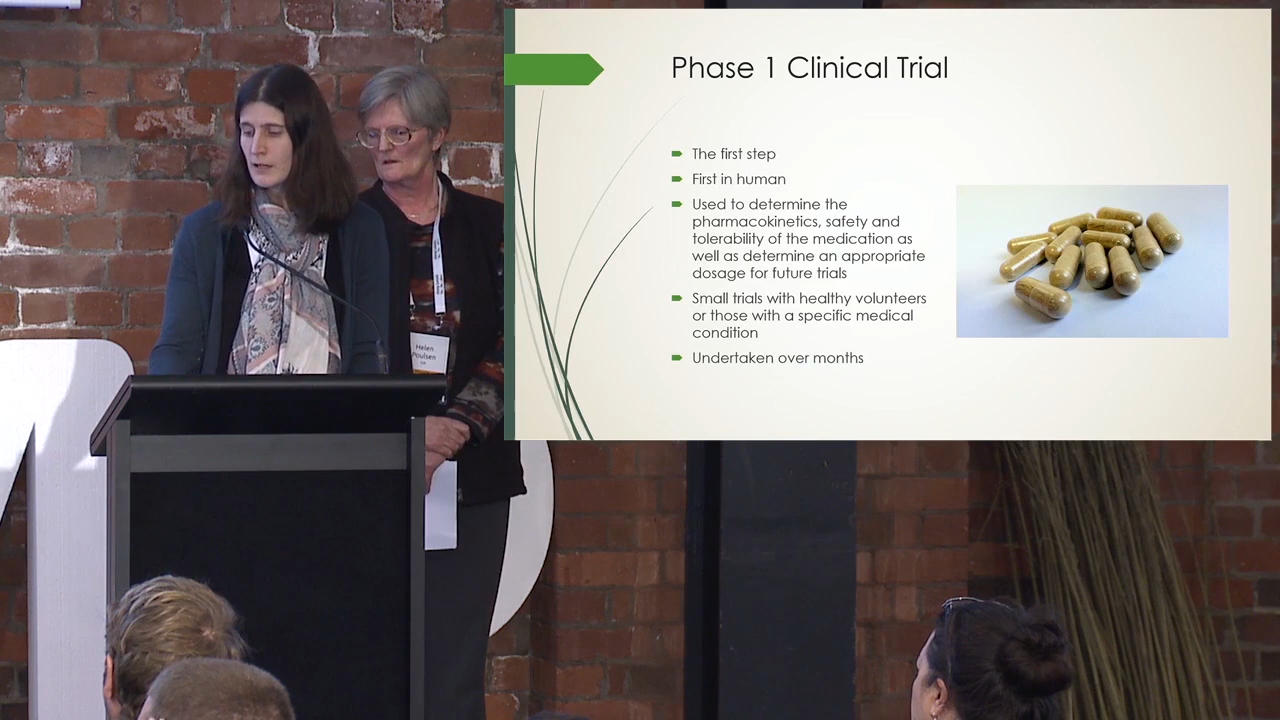 Phase 1 Clinical Trial
The first step
First in human
Used to determine the
pharmacokinetics, safety and
tolerability of the medication as
well as determine an appropriate
dosage for future trials
Small trials with healthy volunteers
or those with a specific medical
condition
Undertaken over months
Helen
Poulsen